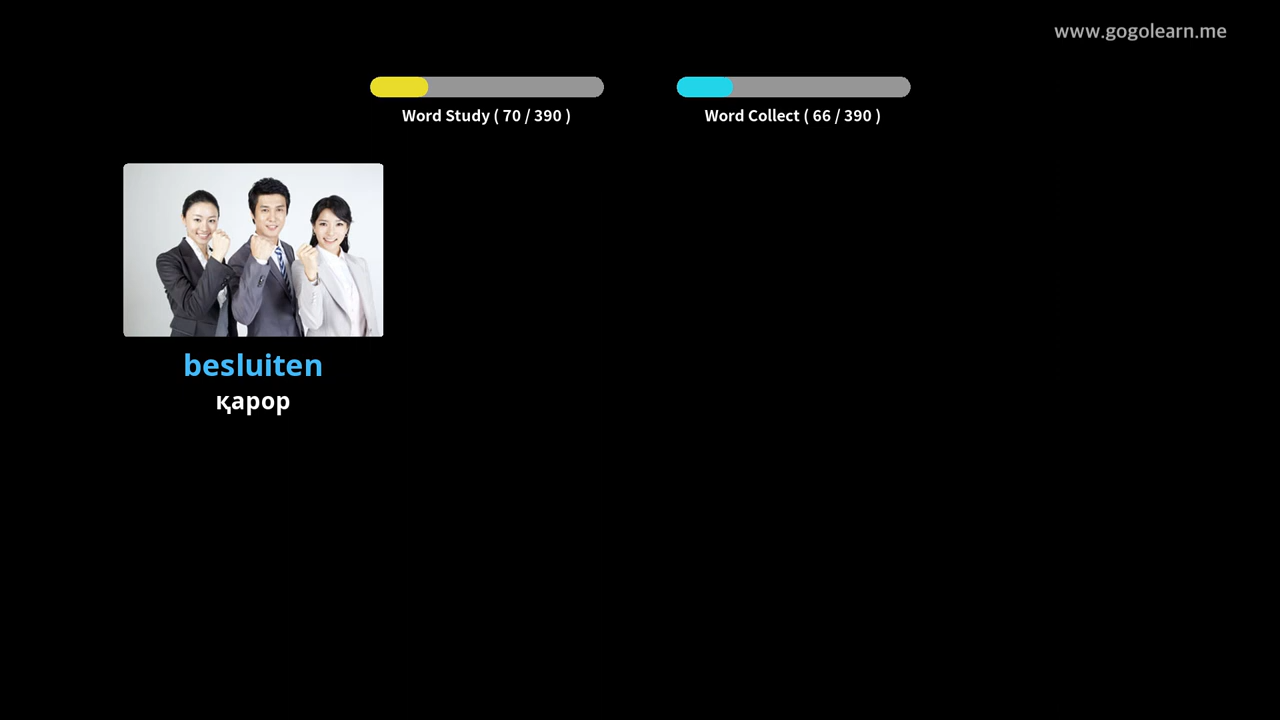 www.gogolearn.me
Word Study ( 70 / 390 )
Word Collect ( 66 / 390 )
besluiten
қарор